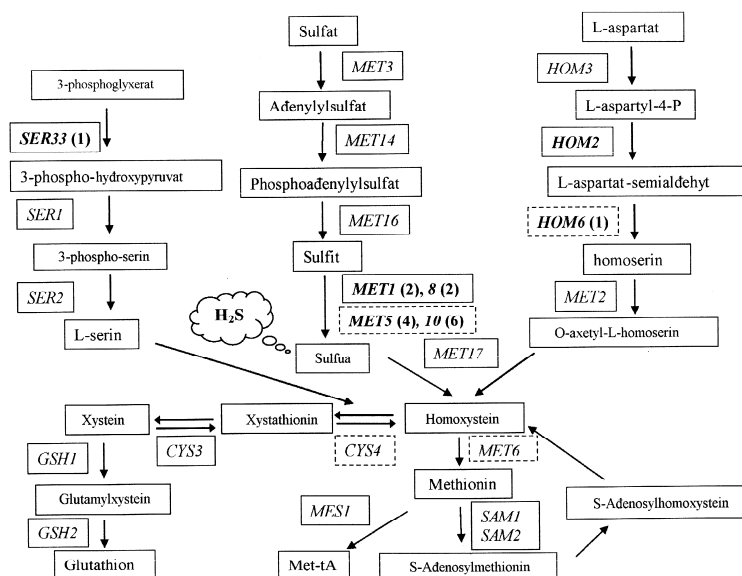 Sulfat
L-aspartat
3-phosphoglyxerat
MET3
HOM3
Ađenylylsulfat
L-aspartyl-4-P
SER33 (1)
MET14
HOM2
3-phospho-hydroxypyruvat
Phosphoađenylylsulfat
L-aspartat-semialdehyt
SER1
MET16
HOM6 (1)
3-phospho-serin
Sulfit
homoserin
SER2
MET1 (2), 8 (2)
MET2
H2S
MET5 (4), 10 (6)
L-serin
Sulfua
MET17
O-axetyl-L-homoserin
Xystein
Xystathionin
Homoxystein
GSH1
CYS3
CYS4
MET6
Glutamylxystein
Methionin
S-Adenosylhomoxystein
GSH2
MES1
SAM1
SAM2
Glutathion
Met-tA
S-Adenosylmethionin